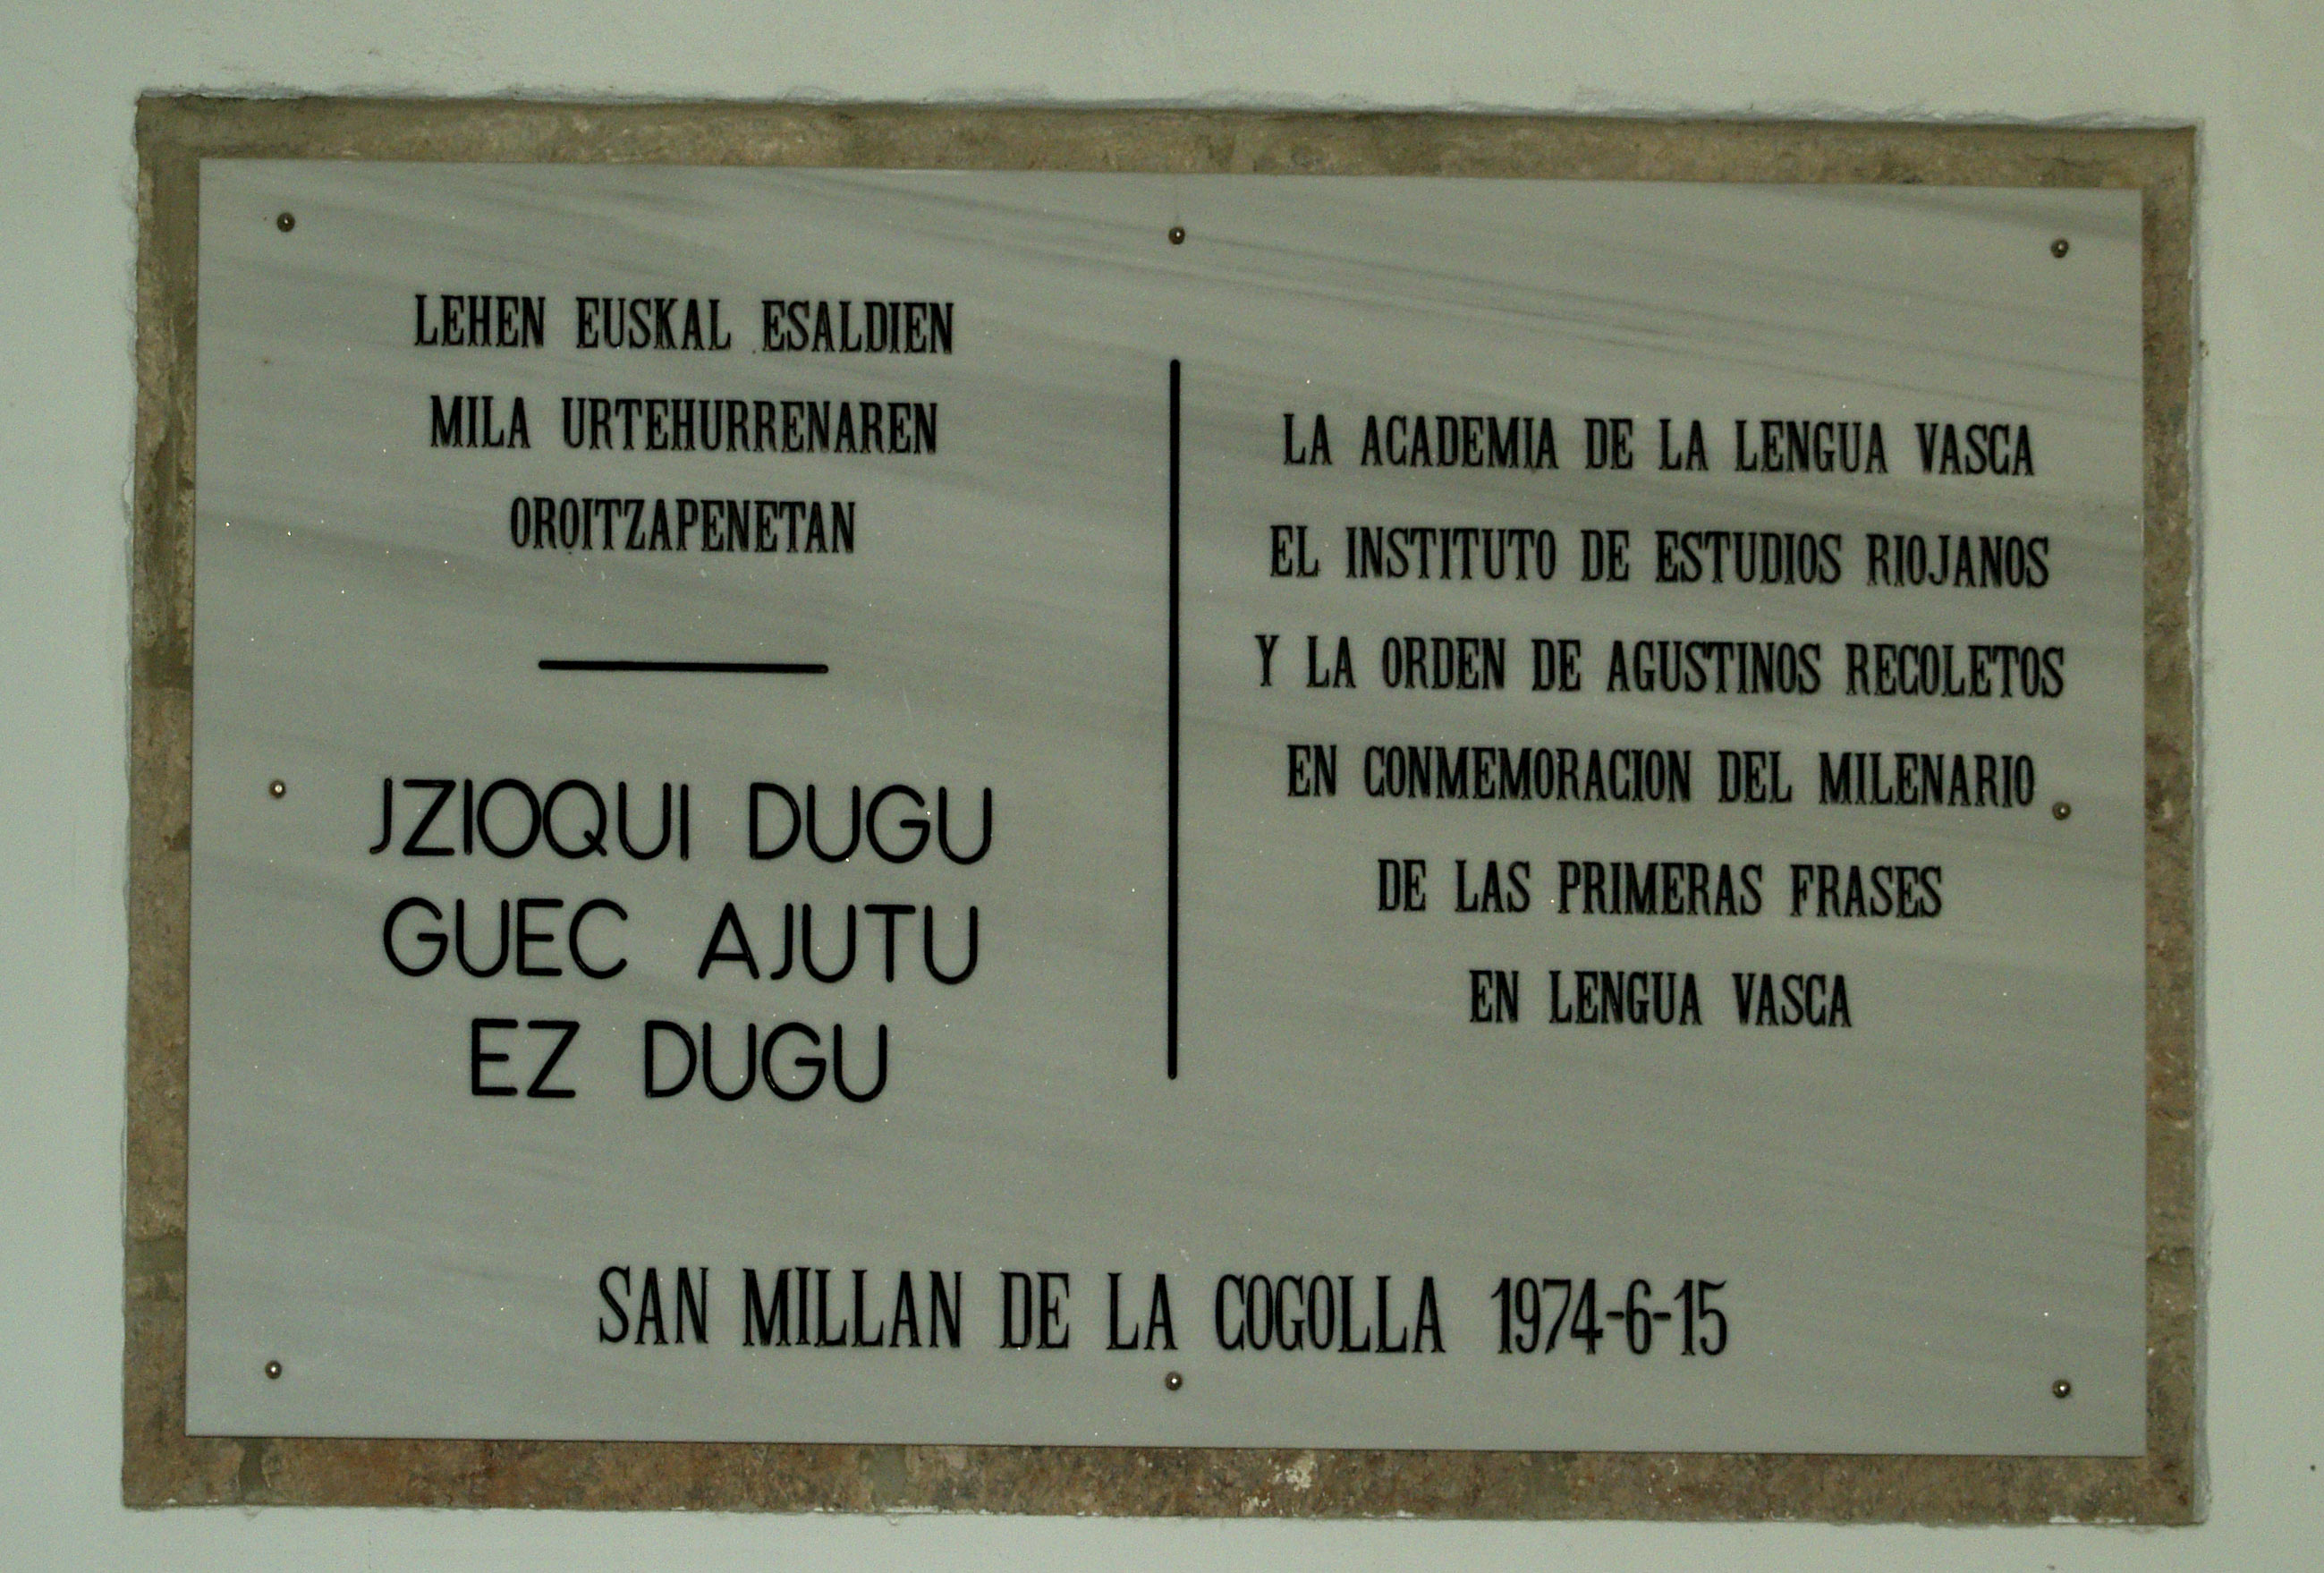 LEHEN EUSKAL ESALDIEN
MILA URTEHURRENAREN
OROITZAPENETAN
JZIOQUI DUGU
GUEC AJUTU
EZ DUGU
LA ACADEMIA DE LA LENGUA VASCA
EL INSTITUTO DE ESTUDIOS RIOJANOS
Y LA ORDEN DE AGUSTINOS RECOLETOS
EN CONMEMORACION DEL MILENARIO
DE LAS PRIMERAS FRASES
EN LENGUA VASCA
SAN MILLAN DE LA COGOLLA 1974-6-15